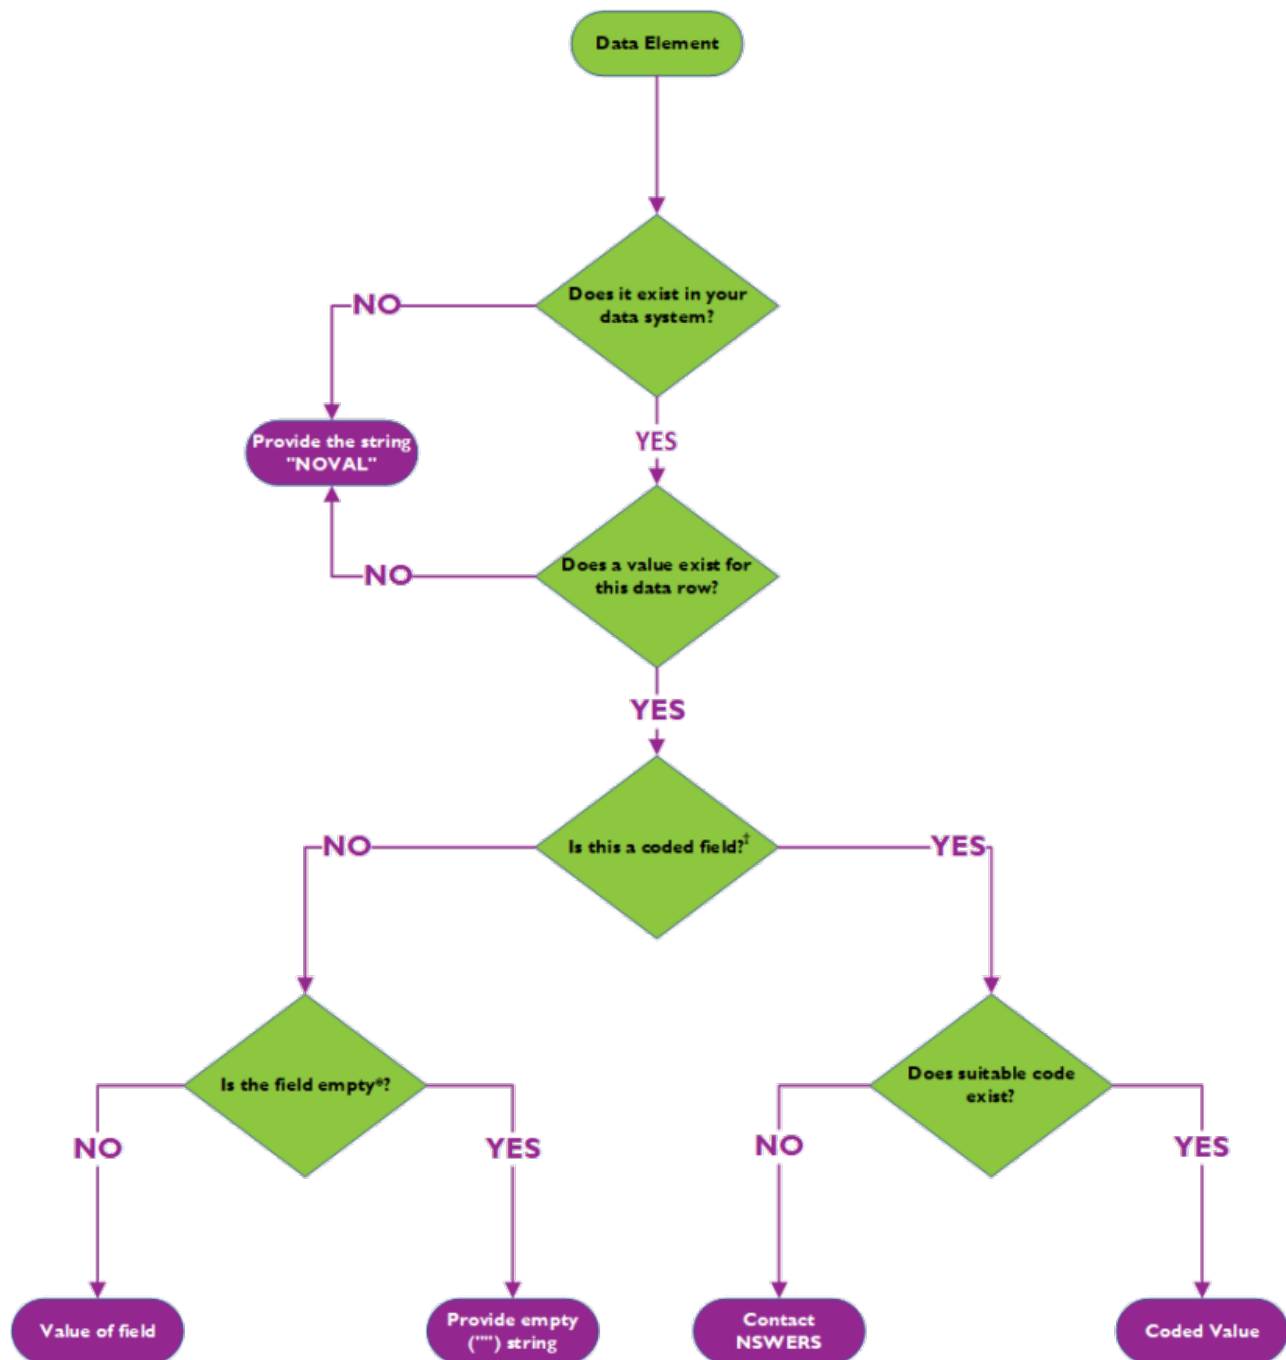 Data Element
Does it exist in your
data system?
NO
YES
Provide the string
"NOVAL"
Does a value exist for
this data row?
NO
YES
Is this a coded field?‡
NO
YES
Is the field empty*?
Does suitable code
exist?
NO
YES
NO
YES
Value of field
Provide empty
("") string
Contact
NSWERS
Coded Value